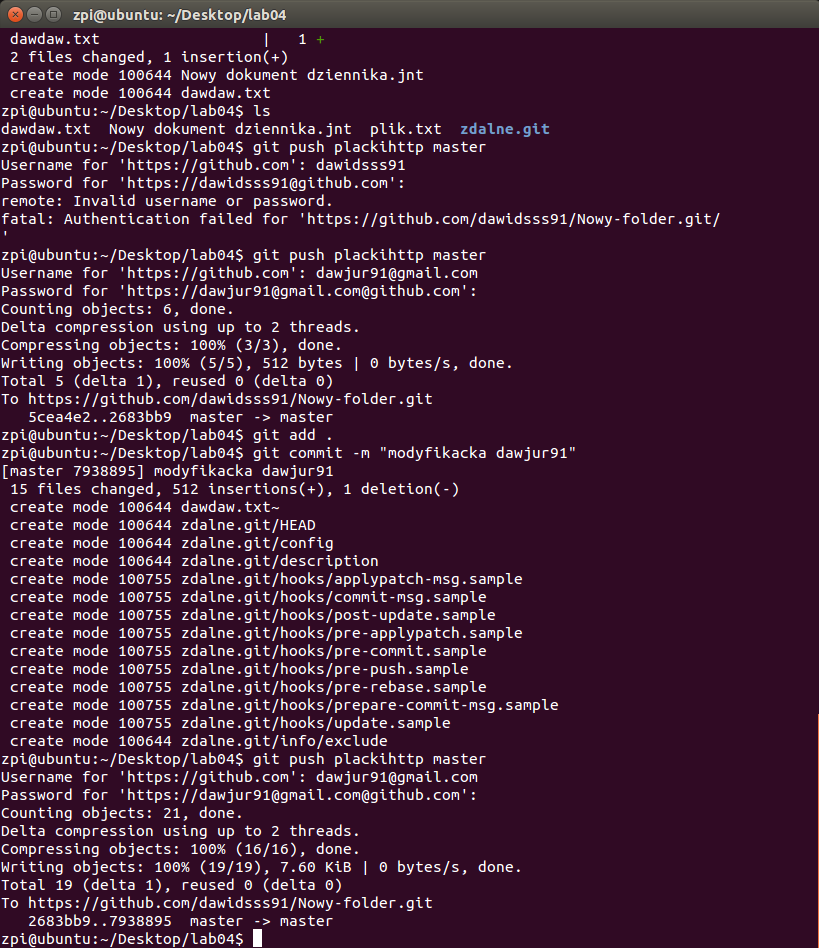 zpi@ubuntu: ~/Desktop/lab04
 dawdaw.txt                  |   1 +
 2 files changed, 1 insertion(+)
 create mode 100644 Nowy dokument dziennika.jnt
 create mode 100644 dawdaw.txt
zpi@ubuntu:~/Desktop/lab04$ ls
dawdaw.txt  Nowy dokument dziennika.jnt  plik.txt  zdalne.git
zpi@ubuntu:~/Desktop/lab04$ git push plackihttp master
Username for 'https://github.com': dawidsss91
Password for 'https://dawidsss91@github.com':
remote: Invalid username or password.
fatal: Authentication failed for 'https://github.com/dawidsss91/Nowy-folder.git/
'
zpi@ubuntu:~/Desktop/lab04$ git push plackihttp master
Username for 'https://github.com': dawjur91@gmail.com
Password for 'https://dawjur91@gmail.com@github.com':
Counting objects: 6, done.
Delta compression using up to 2 threads.
Compressing objects: 100% (3/3), done.
Writing objects: 100% (5/5), 512 bytes | 0 bytes/s, done.
Total 5 (delta 1), reused 0 (delta 0)
To https://github.com/dawidsss91/Nowy-folder.git
   5cea4e2..2683bb9  master -> master
zpi@ubuntu:~/Desktop/lab04$ git add .
zpi@ubuntu:~/Desktop/lab04$ git commit -m "modyfikacka dawjur91"
[master 7938895] modyfikacka dawjur91
 15 files changed, 512 insertions(+), 1 deletion(-)
 create mode 100644 dawdaw.txt~
 create mode 100644 zdalne.git/HEAD
 create mode 100644 zdalne.git/config
 create mode 100644 zdalne.git/description
 create mode 100755 zdalne.git/hooks/applypatch-msg.sample
 create mode 100755 zdalne.git/hooks/commit-msg.sample
 create mode 100755 zdalne.git/hooks/post-update.sample
 create mode 100755 zdalne.git/hooks/pre-applypatch.sample
 create mode 100755 zdalne.git/hooks/pre-commit.sample
 create mode 100755 zdalne.git/hooks/pre-push.sample
 create mode 100755 zdalne.git/hooks/pre-rebase.sample
 create mode 100755 zdalne.git/hooks/prepare-commit-msg.sample
 create mode 100755 zdalne.git/hooks/update.sample
 create mode 100644 zdalne.git/info/exclude
zpi@ubuntu:~/Desktop/lab04$ git push plackihttp master
Username for 'https://github.com': dawjur91@gmail.com
Password for 'https://dawjur91@gmail.com@github.com':
Counting objects: 21, done.
Delta compression using up to 2 threads.
Compressing objects: 100% (16/16), done.
Writing objects: 100% (19/19), 7.60 KiB | 0 bytes/s, done.
Total 19 (delta 1), reused 0 (delta 0)
To https://github.com/dawidsss91/Nowy-folder.git
   2683bb9..7938895  master -> master
zpi@ubuntu:~/Desktop/lab04$